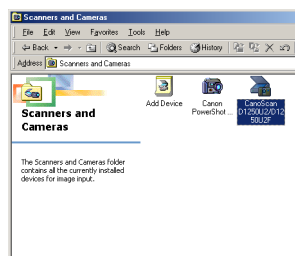 Scanners and Cameras
File Edit View Favorites Tools Help
Back Search Folders History
Address Scanners and Cameras
Add Device
Canon PowerShot ...
CanoScan D1250U2/D12 50U2F
Scanners and
Cameras
The Scanners and Cameras folder
contains all the currently installed
devices for image input.